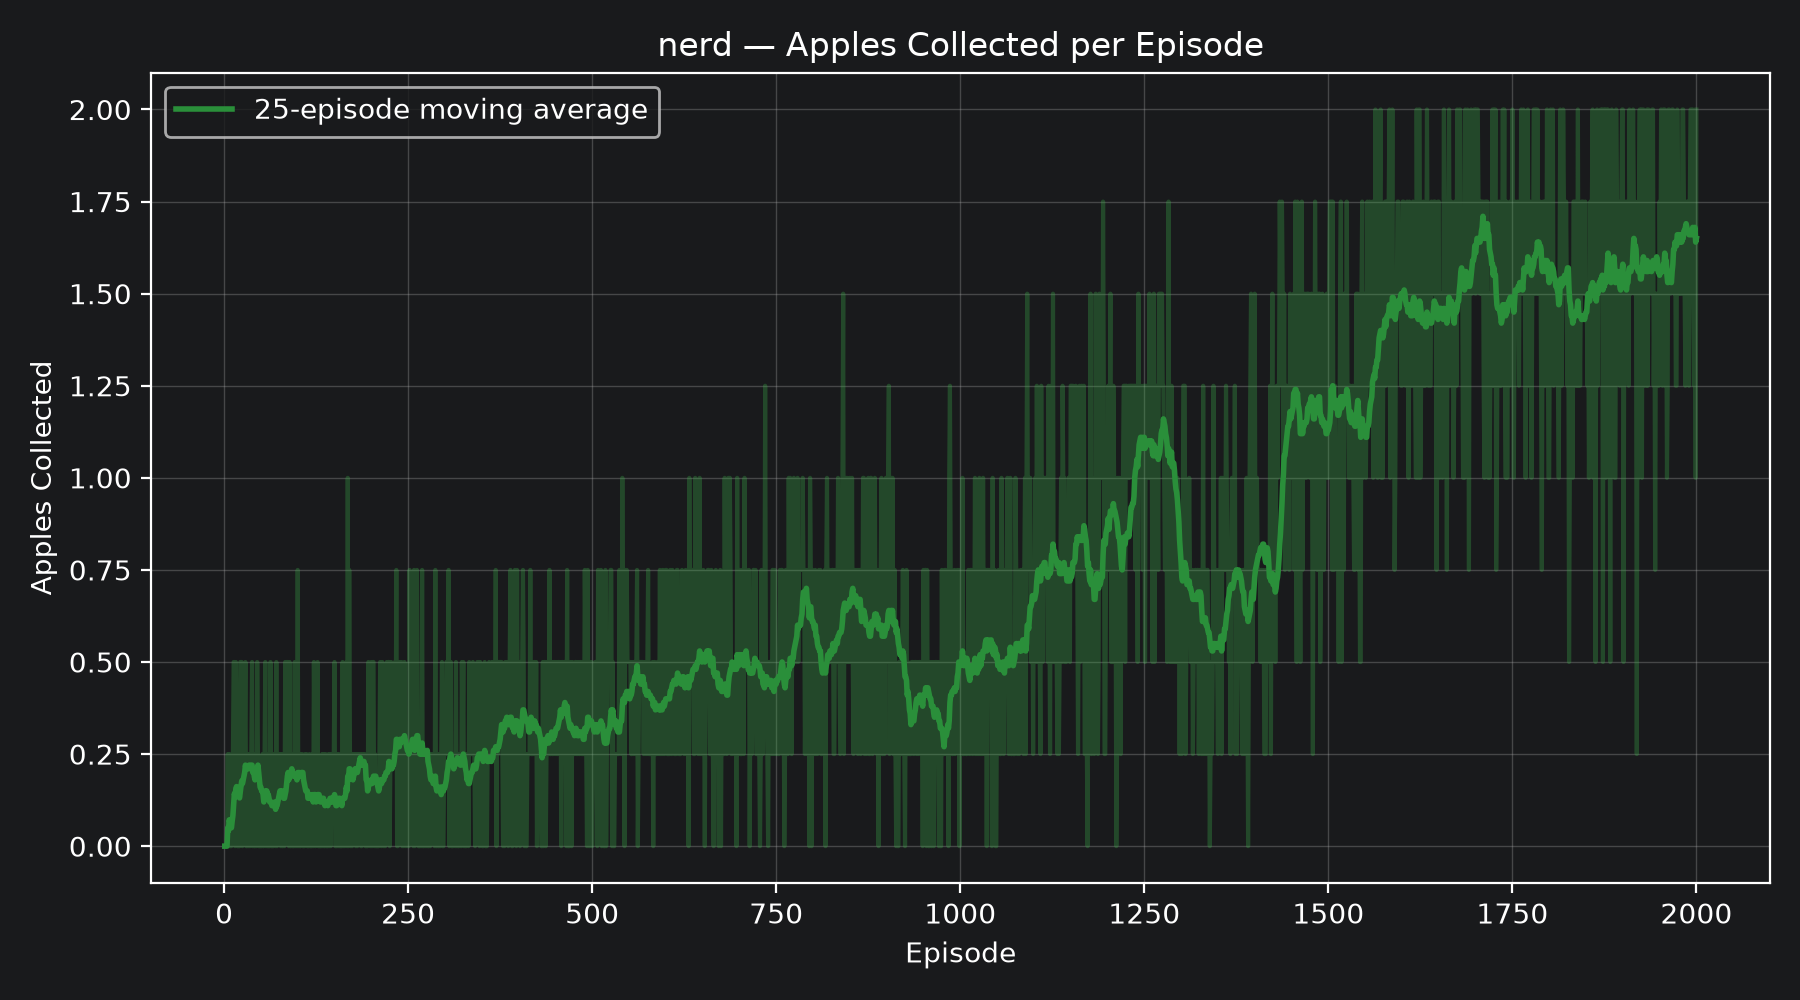 nerd — Apples Collected per Episode
25-episode moving average
2.00
1.75
1.50
1.25
1.00
0.75
0.50
0.25
0.00
Apples Collected
0 250 500 750 1000 1250 1500 1750 2000
Episode